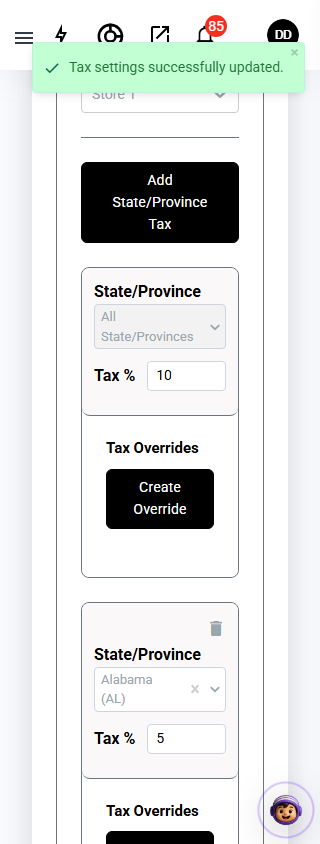 85
DD
Tax settings successfully updated.
×
Store 1
Add
State/Province
Tax
State/Province
All
State/Provinces
Tax %
10
Tax Overrides
Create
Override
State/Province
Alabama
(AL)
Tax %
5
Tax Overrides